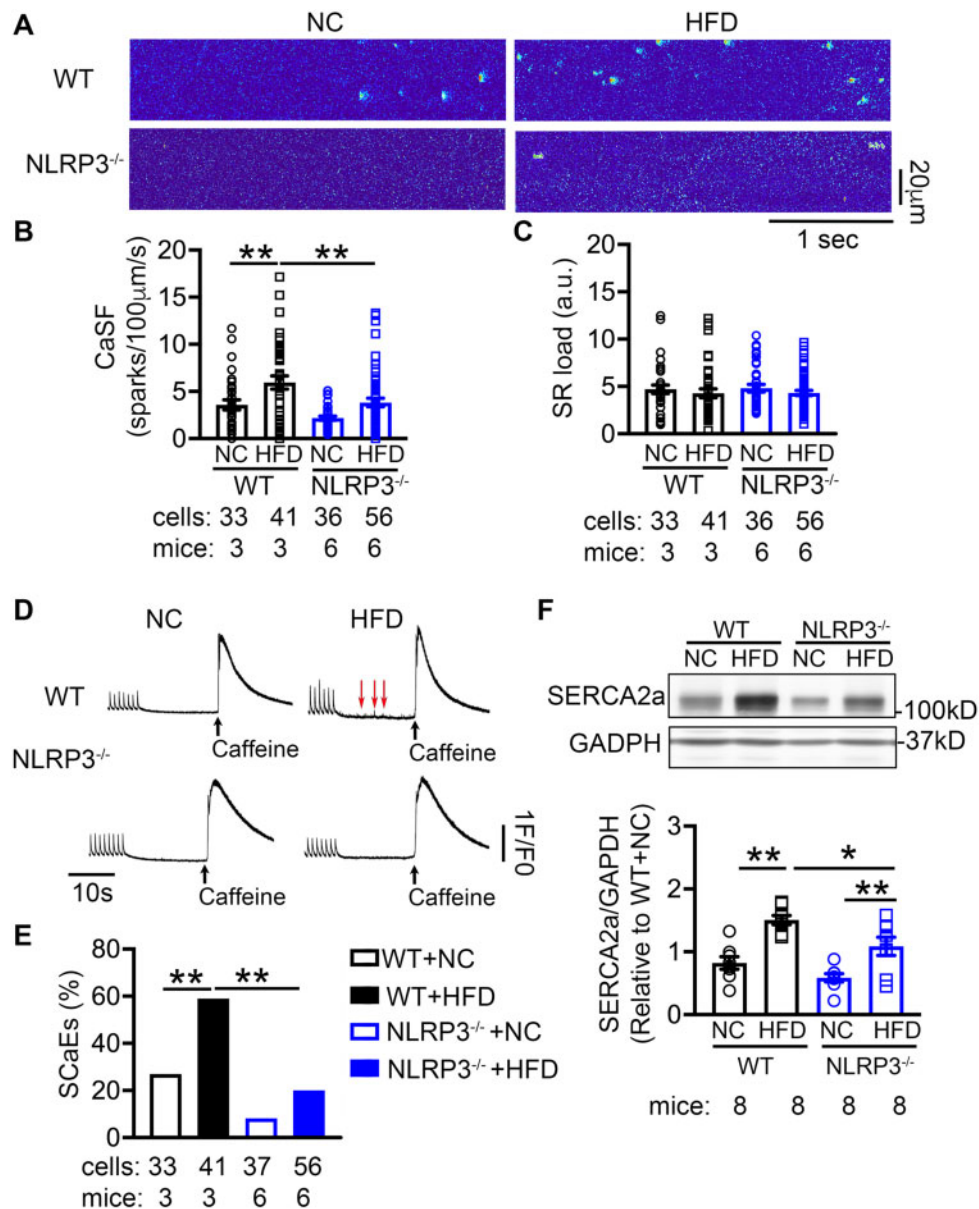 A
NC
HFD
WT
NLRP3-/-
20μm
1 sec
B
CaSF
(sparks/100μm/s)
20
15
10
5
0
** **
NC HFD NC HFD
WT NLRP3-/-
cells: 33 41 36 56
mice: 3 3 6 6
C
SR load (a.u.)
20
15
10
5
0
NC HFD NC HFD
WT NLRP3-/-
cells: 33 41 36 56
mice: 3 3 6 6
D
NC HFD
WT
Caffeine Caffeine
NLRP3-/-
1F/F0
10s
Caffeine Caffeine
E
SCaEs (%)
80
60
40
20
0
** **
WT+NC
WT+HFD
NLRP3-/-+NC
NLRP3-/-+HFD
cells: 33 41 37 56
mice: 3 3 6 6
F
WT NLRP3-/-
NC HFD NC HFD
SERCA2a
-100kD
GADPH
-37kD
SERCA2a/GAPDH
(Relative to WT+NC)
3
2
1
0
** *
**
NC HFD NC HFD
WT NLRP3-/-
mice: 8 8 8 8